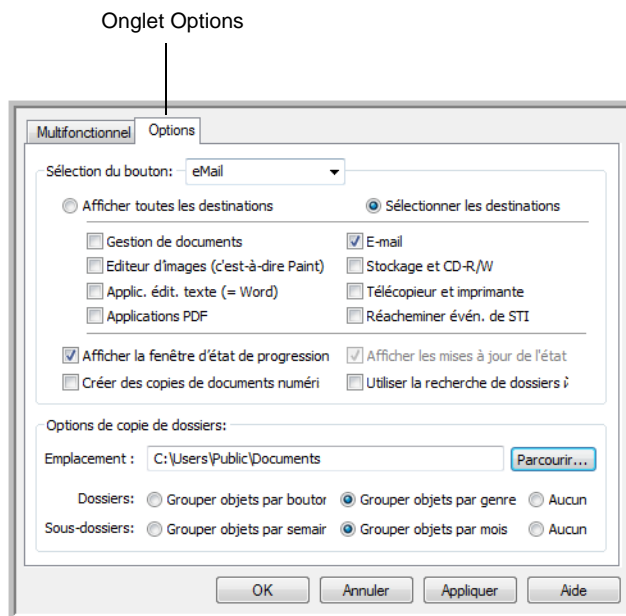 Onglet Options
Multifonctionnel Options
Sélection du bouton: eMail
Afficher toutes les destinations Sélectionner les destinations
Gestion de documents E-mail
Editeur d'images (c'est-à-dire Paint) Stockage et CD-R/W
Applic. édit. texte (= Word) Télécopieur et imprimante
Applications PDF Réacheminer évén. de STI
Afficher la fenêtre d'état de progression Afficher les mises à jour de l'état
Créer des copies de documents numéri Utiliser la recherche de dossiers
Options de copie de dossiers:
Emplacement : C:\Users\Public\Documents Parcourir...
Dossiers: Grouper objets par bouton Grouper objets par genre Aucun
Sous-dossiers: Grouper objets par semain Grouper objets par mois Aucun
OK Annuler Appliquer Aide